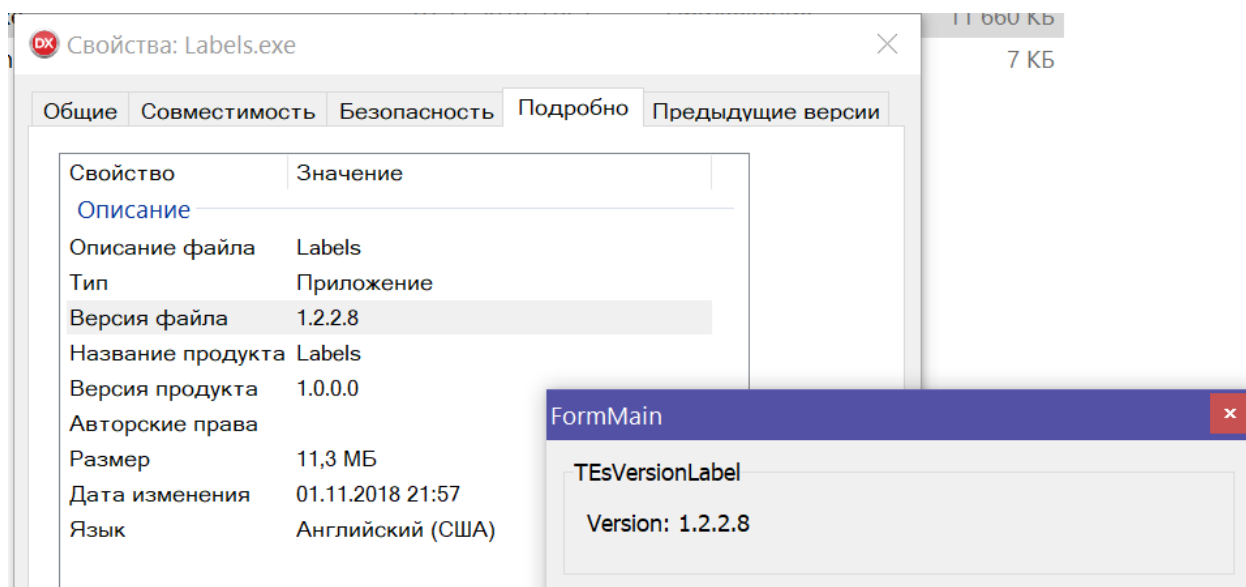 11 660 КБ
DX Свойства: Labels.exe
7 КБ
Общие Совместимость Безопасность Подробно Предыдущие версии
Свойство Значение
Описание
Описание файла Labels
Тип Приложение
Версия файла 1.2.2.8
Название продукта Labels
Версия продукта 1.0.0.0
Авторские права
Размер 11,3 МБ
Дата изменения 01.11.2018 21:57
Язык Английский (США)
FormMain
TEsVersionLabel
Version: 1.2.2.8